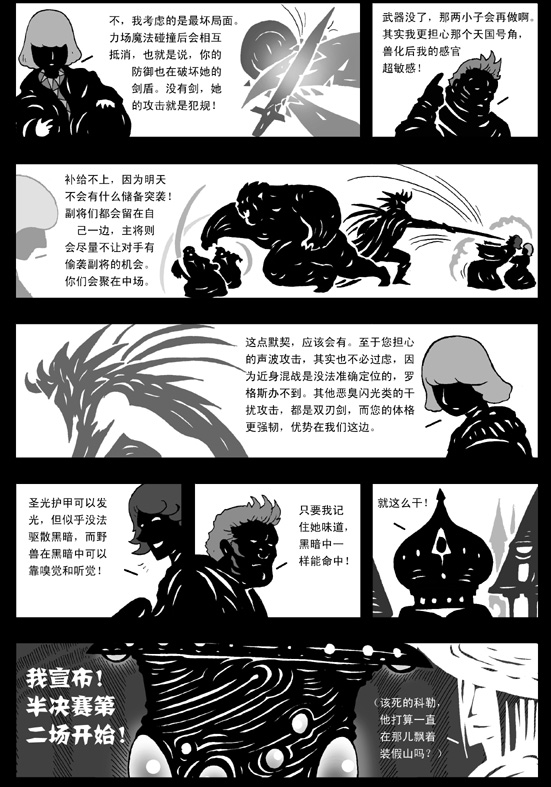 不，我考虑的是最坏局面。
力场魔法碰撞后会相互
抵消，也就是说，你的
防御也在破坏她的
剑盾。没有剑，她
的攻击就是犯规！
武器没了，那两小子会再做啊。
其实我更担心那个天国号角，
兽化后我的感官
超敏感！
补给不上，因为明天
不会有什么储备突袭！
副将们都会留在自
己一边，主将则
会尽量不让对手有
偷袭副将的机会。
你们会聚在中场。
这点默契，应该会有。至于您担心
的声波攻击，其实也不必过虑，因
为近身混战是没法准确定位的，罗
格斯办不到。其他恶臭闪光类的干
扰攻击，都是双刃剑，而您的体格
更强韧，优势在我们这边。
圣光护甲可以发
光，但似乎没法
驱散黑暗，而野
兽在黑暗中可以
靠嗅觉和听觉！
只要我记
住她味道，
黑暗中一
样能命中！
就这么干！
我宣布！
半决赛第
二场开始！
（该死的科勒，
他打算一直
在那儿飘着
装假山吗？）